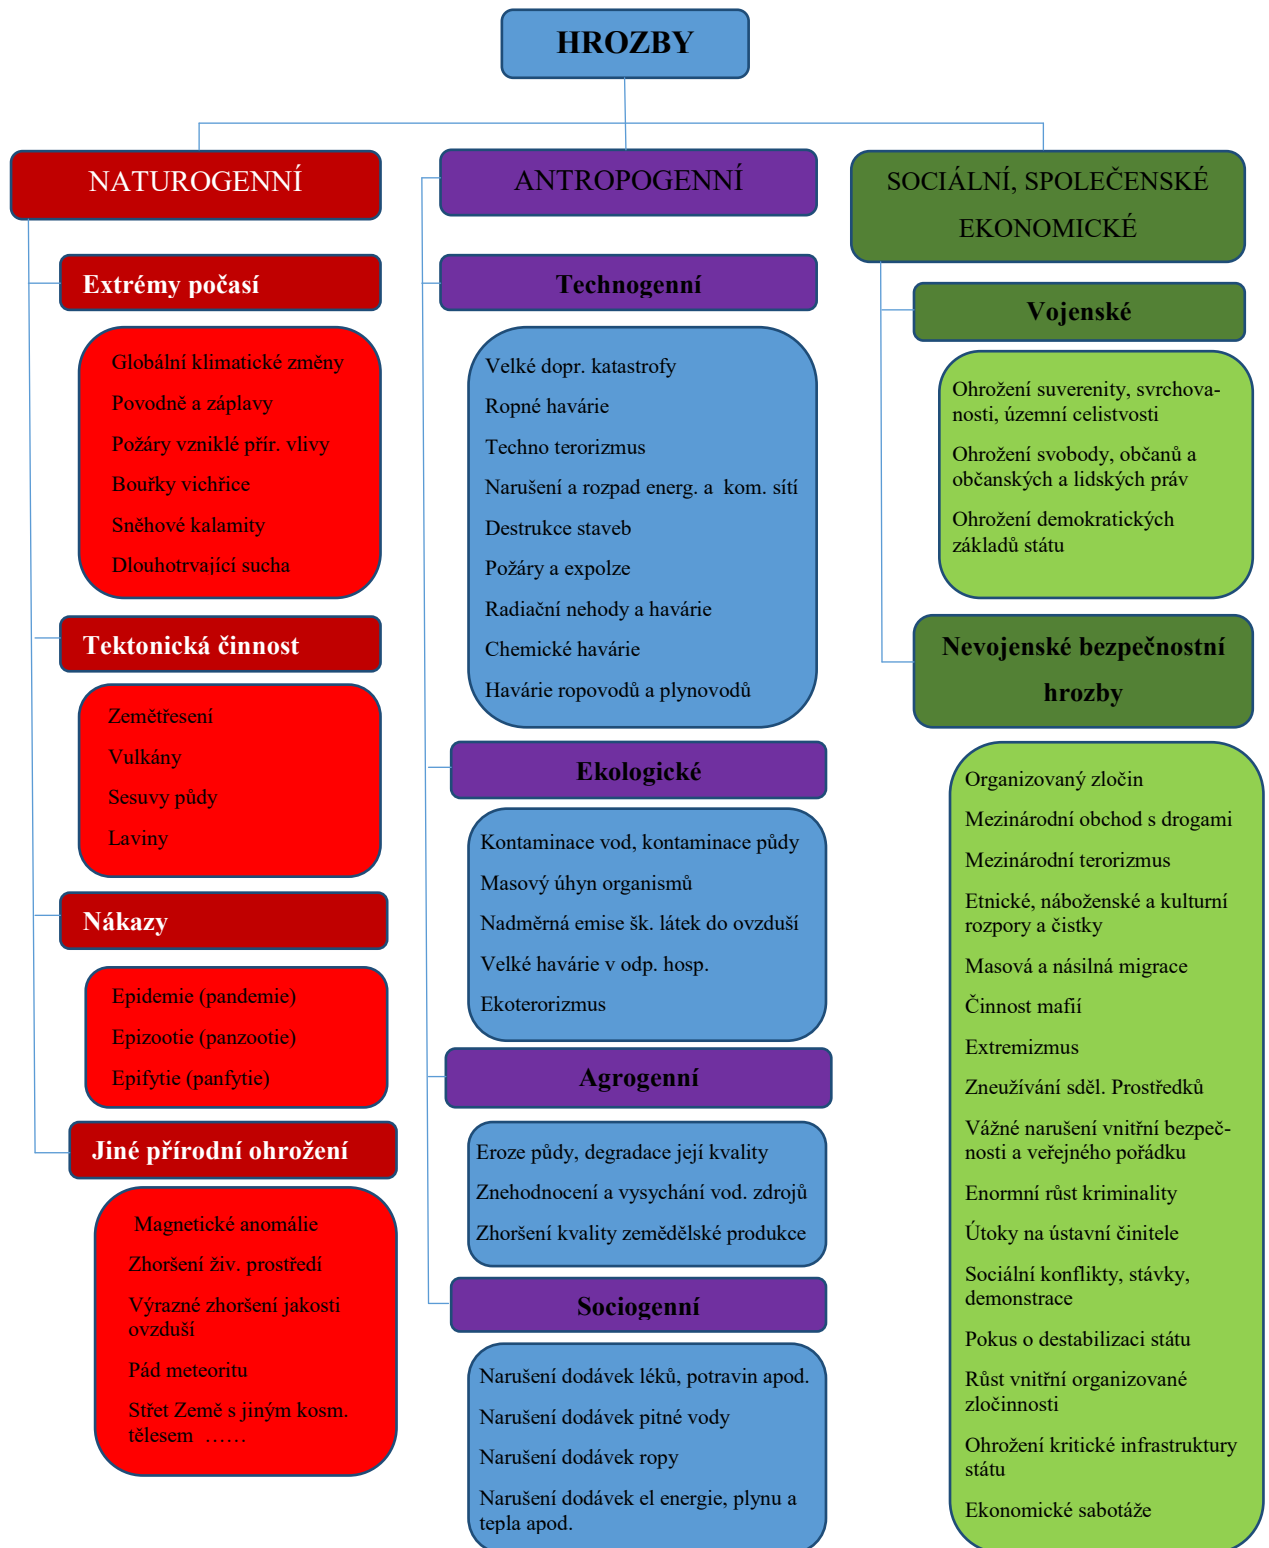 HROZBY
NATUROGENNÍ
Extrémy počasí
Globální klimatické změny
Povodně a záplavy
Požáry vzniklé přír. vlivy
Bouřky vichřice
Sněhové kalamity
Dlouhotrvající sucha
Tektonická činnost
Zemětřesení
Vulkány
Sesuvy půdy
Laviny
Nákazy
Epidemie (pandemie)
Epizootie (panzootie)
Epifytie (panfytie)
Jiné přírodní ohrožení
Magnetické anomálie
Zhoršení živ. prostředí
Výrazné zhoršení jakosti
ovzduší
Pád meteoritu
Střet Země s jiným kosm.
tělesem ……
ANTROPOGENNÍ
Technogenní
Velké dopr. katastrofy
Ropné havárie
Techno terorizmus
Narušení a rozpad energ. a kom. sítí
Destrukce staveb
Požáry a expolze
Radiační nehody a havárie
Chemické havárie
Havárie ropovodů a plynovodů
Ekologické
Kontaminace vod, kontaminace půdy
Masový úhyn organismů
Nadměrná emise šk. látek do ovzduší
Velké havárie v odp. hosp.
Ekoterorizmus
Agrogenní
Eroze půdy, degradace její kvality
Znehodnocení a vysychání vod. zdrojů
Zhoršení kvality zemědělské produkce
Sociogenní
Narušení dodávek léků, potravin apod.
Narušení dodávek pitné vody
Narušení dodávek ropy
Narušení dodávek el energie, plynu a
tepla apod.
SOCIÁLNÍ, SPOLEČENSKÉ
EKONOMICKÉ
Vojenské
Ohrožení suverenity, svrchova-
nosti, územní celistvosti
Ohrožení svobody, občanů a
občanských a lidských práv
Ohrožení demokratických
základů státu
Nevojenské bezpečnostní
hrozby
Organizovaný zločin
Mezinárodní obchod s drogami
Mezinárodní terorizmus
Etnické, náboženské a kulturní
rozpory a čistky
Masová a násilná migrace
Činnost mafií
Extremizmus
Zneužívání sděl. Prostředků
Vážné narušení vnitřní bezpeč-
nosti a veřejného pořádku
Enormní růst kriminality
Útoky na ústavní činitele
Sociální konflikty, stávky,
demonstrace
Pokus o destabilizaci státu
Růst vnitřní organizované
zločinnosti
Ohrožení kritické infrastruktury
státu
Ekonomické sabotáže